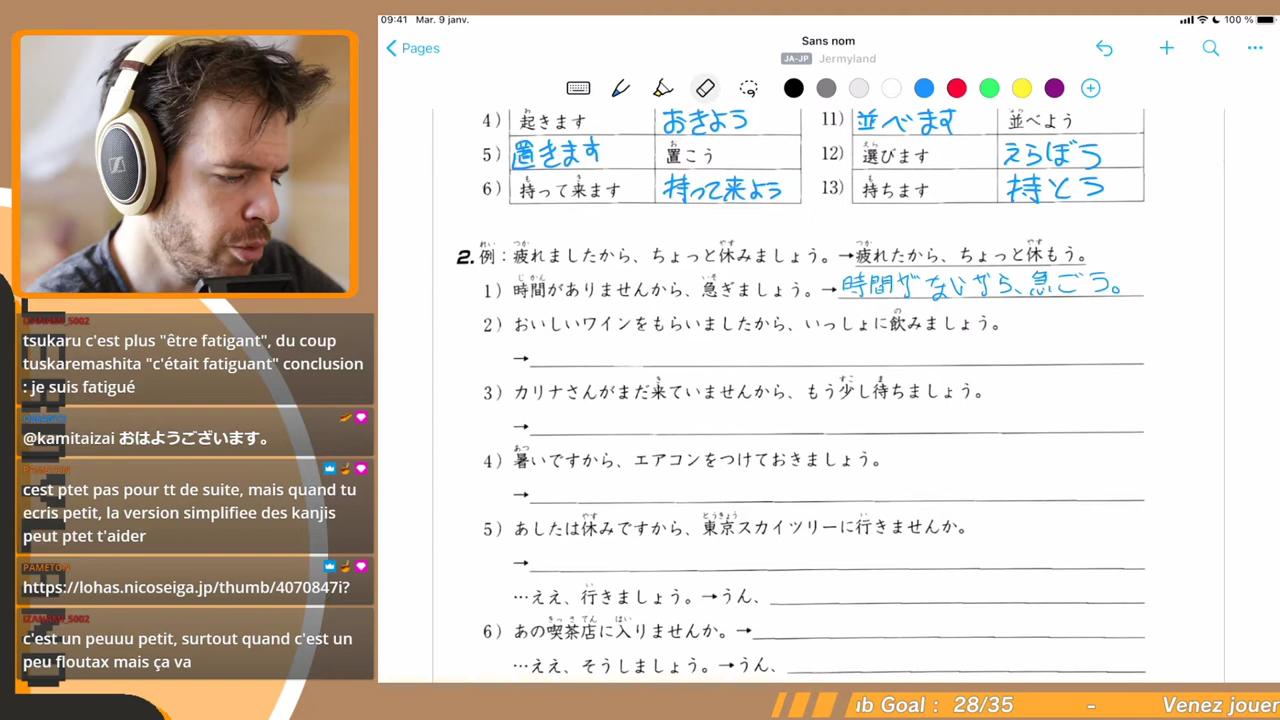 09:41 Mar. 9 janv.
100 %
Pages
Sans nom
JA-JP Jermyland
4) 起きます おきよう
11) 並べます 並べよう
5) 置きます 置こう
12) 選びます えらぼう
6) 持って来ます 持って来よう
13) 持ちます 持とう
2. 例：疲れましたから、ちょっと休みましょう。→疲れたから、ちょっと休もう。
1) 時間がありませんから、急ぎましょう。→時間がないから、急ごう。
2) おいしいワインをもらいましたから、いっしょに飲みましょう。
→
3) カリナさんがまだ来ていませんから、もう少し待ちましょう。
→
4) 暑いですから、エアコンをつけておきましょう。
→
5) あしたは休みですから、東京スカイツリーに行きませんか。
→
…ええ、行きましょう。→うん、
6) あの喫茶店に入りませんか。→
…ええ、そうしましょう。→うん、
IZANAMI_5002
tsukaru c'est plus "être fatigant", du coup
tuskaremashita "c'était fatiguant" conclusion
: je suis fatigué
@kamitaizai おはようございます。
PAMETON
cest ptet pas pour tt de suite, mais quand tu
ecris petit, la version simplifiee des kanjis
peut ptet t'aider
PAMETON
https://lohas.nicoseiga.jp/thumb/4070847i?
IZANAMI_5002
c'est un peuuu petit, surtout quand c'est un
peu floutax mais ça va
ub Goal : 28/35 - Venez jouer